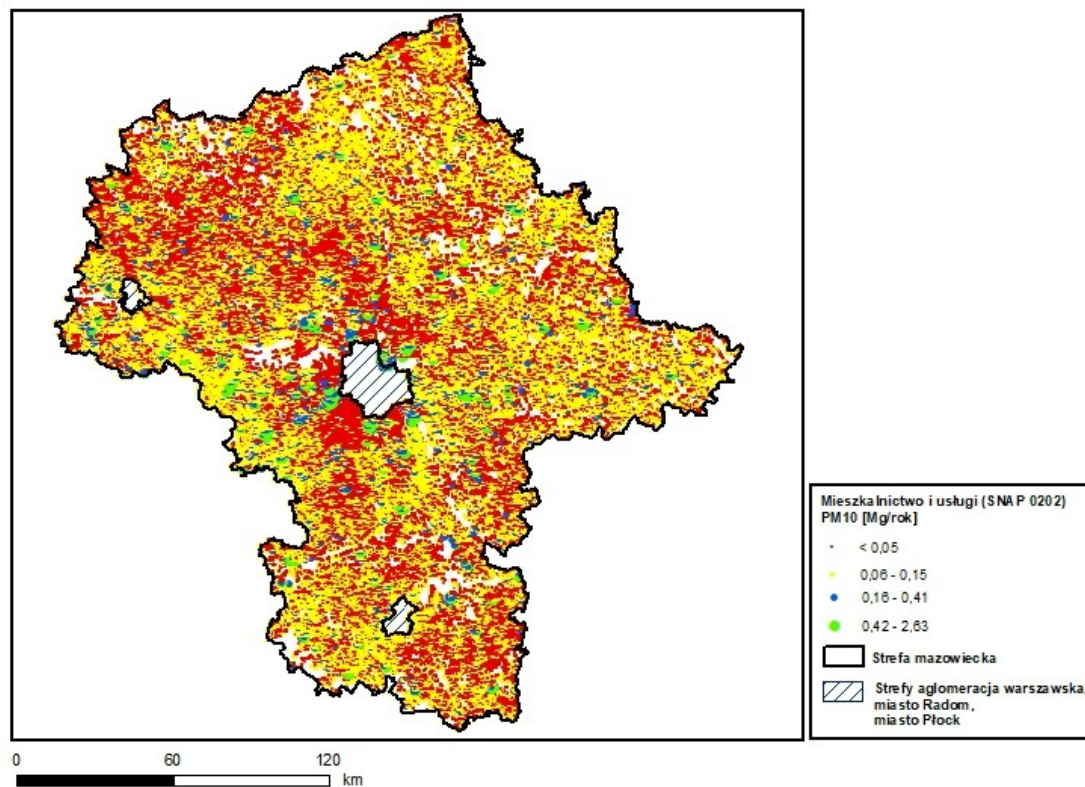 Mieszkalnictwo i usługi (SNAP 0202)
PM10 [Mg/rok]
< 0,05
0,06 - 0,15
0,16 - 0,41
0,42 - 2,63
Strefa mazowiecka
Strefy aglomeracja warszawska,
miasto Radom,
miasto Płock
0 60 120
km